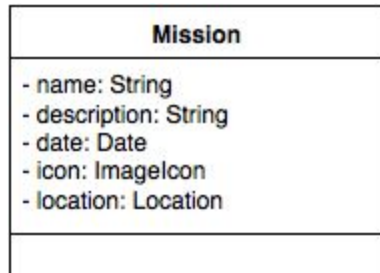 Mission
- name: String
- description: String
- date: Date
- icon: ImageIcon
- location: Location